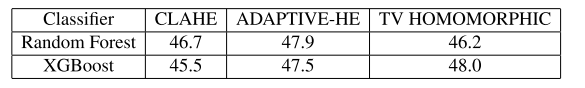 Classifier CLAHE ADAPTIVE-HE TV HOMOMORPHIC
Random Forest 46.7 47.9 46.2
XGBoost 45.5 47.5 48.0